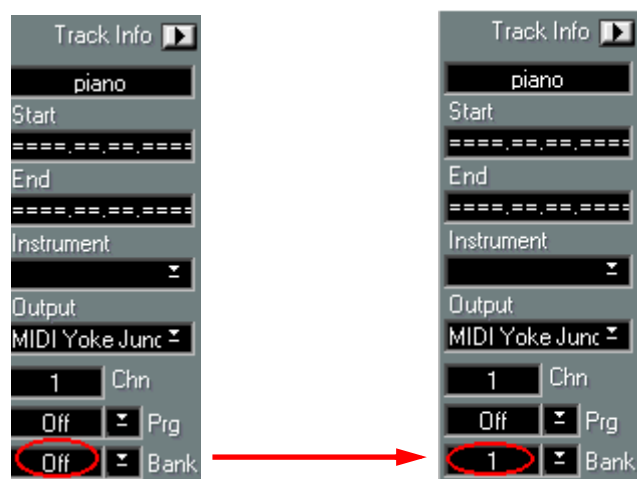 Track Info
piano
Start
====.==.==.====
End
====.==.==.====
Instrument
Output
MIDI Yoke Junc
1 Chn
Off Prg
Off Bank
Track Info
piano
Start
====.==.==.====
End
====.==.==.====
Instrument
Output
MIDI Yoke Junc
1 Chn
Off Prg
1 Bank